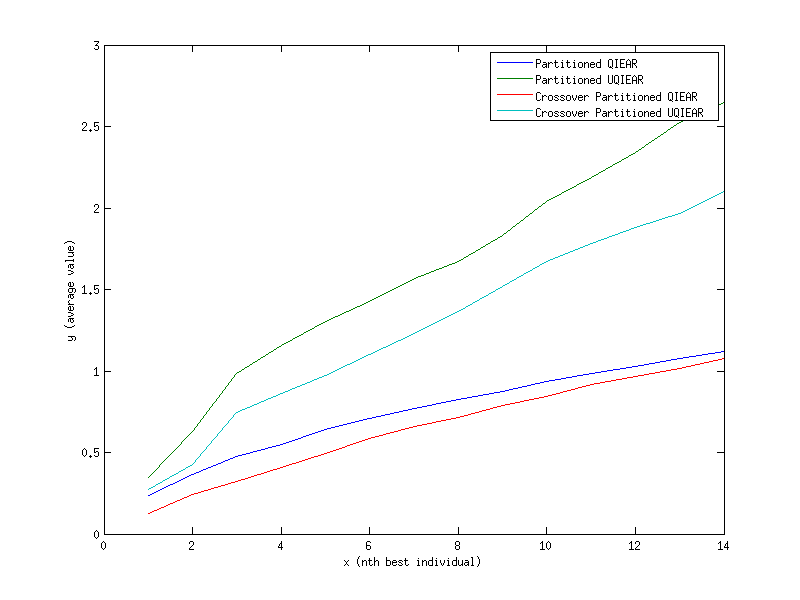 3
2.5
2
1.5
1
0.5
0
0 2 4 6 8 10 12 14
y (average value)
x (nth best individual)
Partitioned QIEAR
Partitioned UQIEAR
Crossover Partitioned QIEAR
Crossover Partitioned UQIEAR